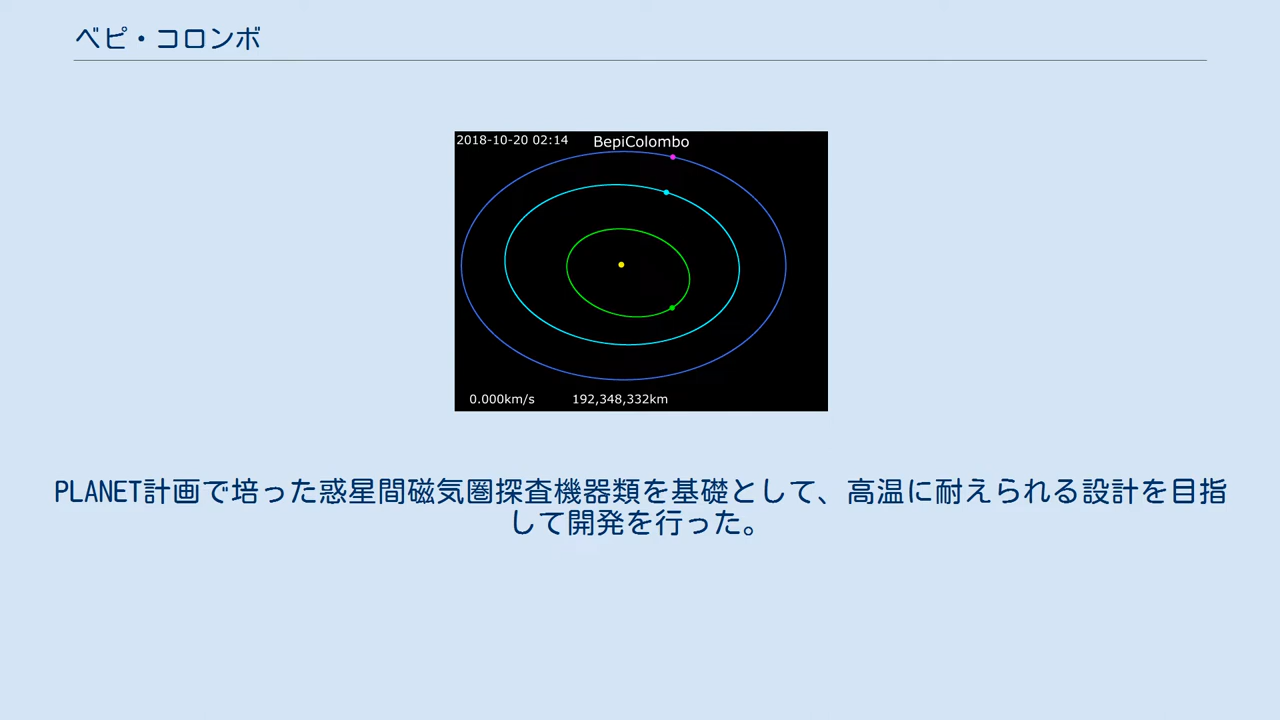 ベピ・コロンボ
2018-10-20 02:14 BepiColombo
0.000km/s 192,348,332km
PLANET計画で培った惑星間磁気圏探査機器類を基礎として、高温に耐えられる設計を目指
して開発を行った。